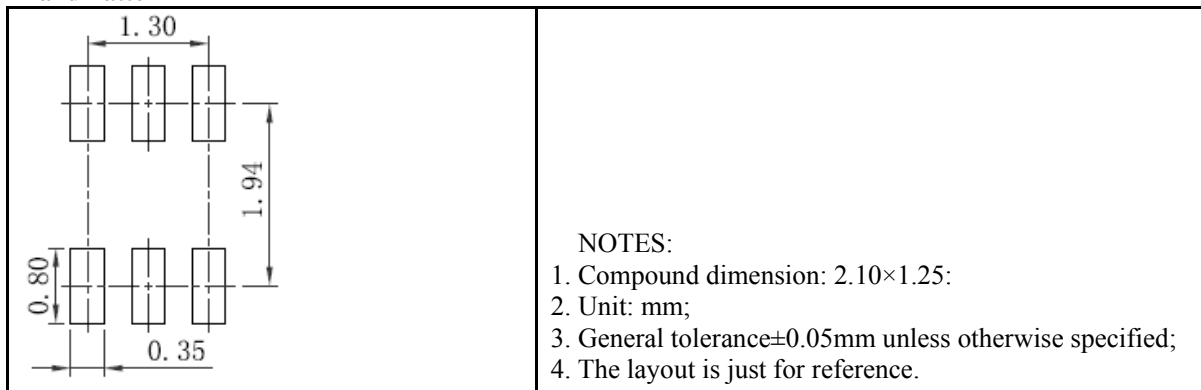 1.30
1.94
0.80
0.35
NOTES:
1. Compound dimension: 2.10×1.25:
2. Unit: mm;
3. General tolerance±0.05mm unless otherwise specified;
4. The layout is just for reference.